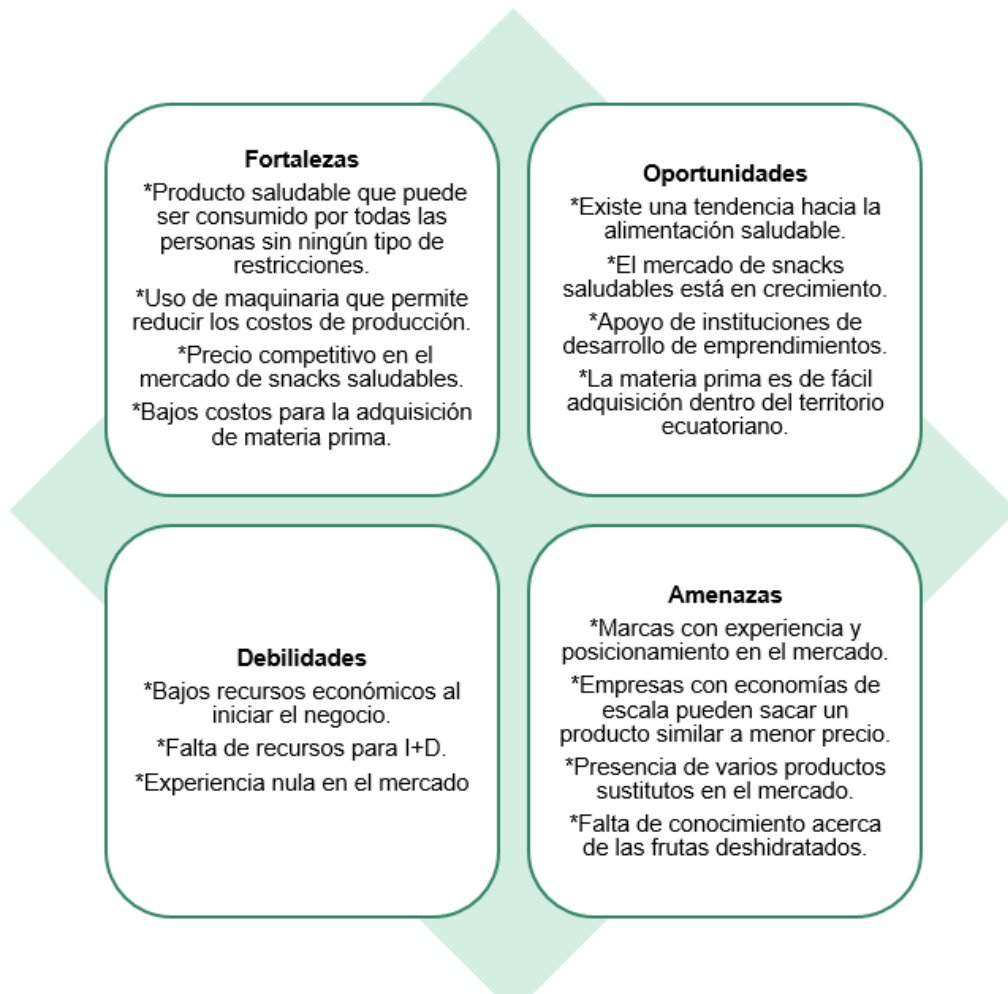 Fortalezas
*Producto saludable que puede
ser consumido por todas las
personas sin ningún tipo de
restricciones.
*Uso de maquinaria que permite
reducir los costos de producción.
*Precio competitivo en el
mercado de snacks saludables.
*Bajos costos para la adquisición
de materia prima.
Oportunidades
*Existe una tendencia hacia la
alimentación saludable.
*El mercado de snacks
saludables está en crecimiento.
*Apoyo de instituciones de
desarrollo de emprendimientos.
*La materia prima es de fácil
adquisición dentro del territorio
ecuatoriano.
Debilidades
*Bajos recursos económicos al
iniciar el negocio.
*Falta de recursos para I+D.
*Experiencia nula en el mercado
Amenazas
*Marcas con experiencia y
posicionamiento en el mercado.
*Empresas con economías de
escala pueden sacar un
producto similar a menor precio.
*Presencia de varios productos
sustitutos en el mercado.
*Falta de conocimiento acerca
de las frutas deshidratados.